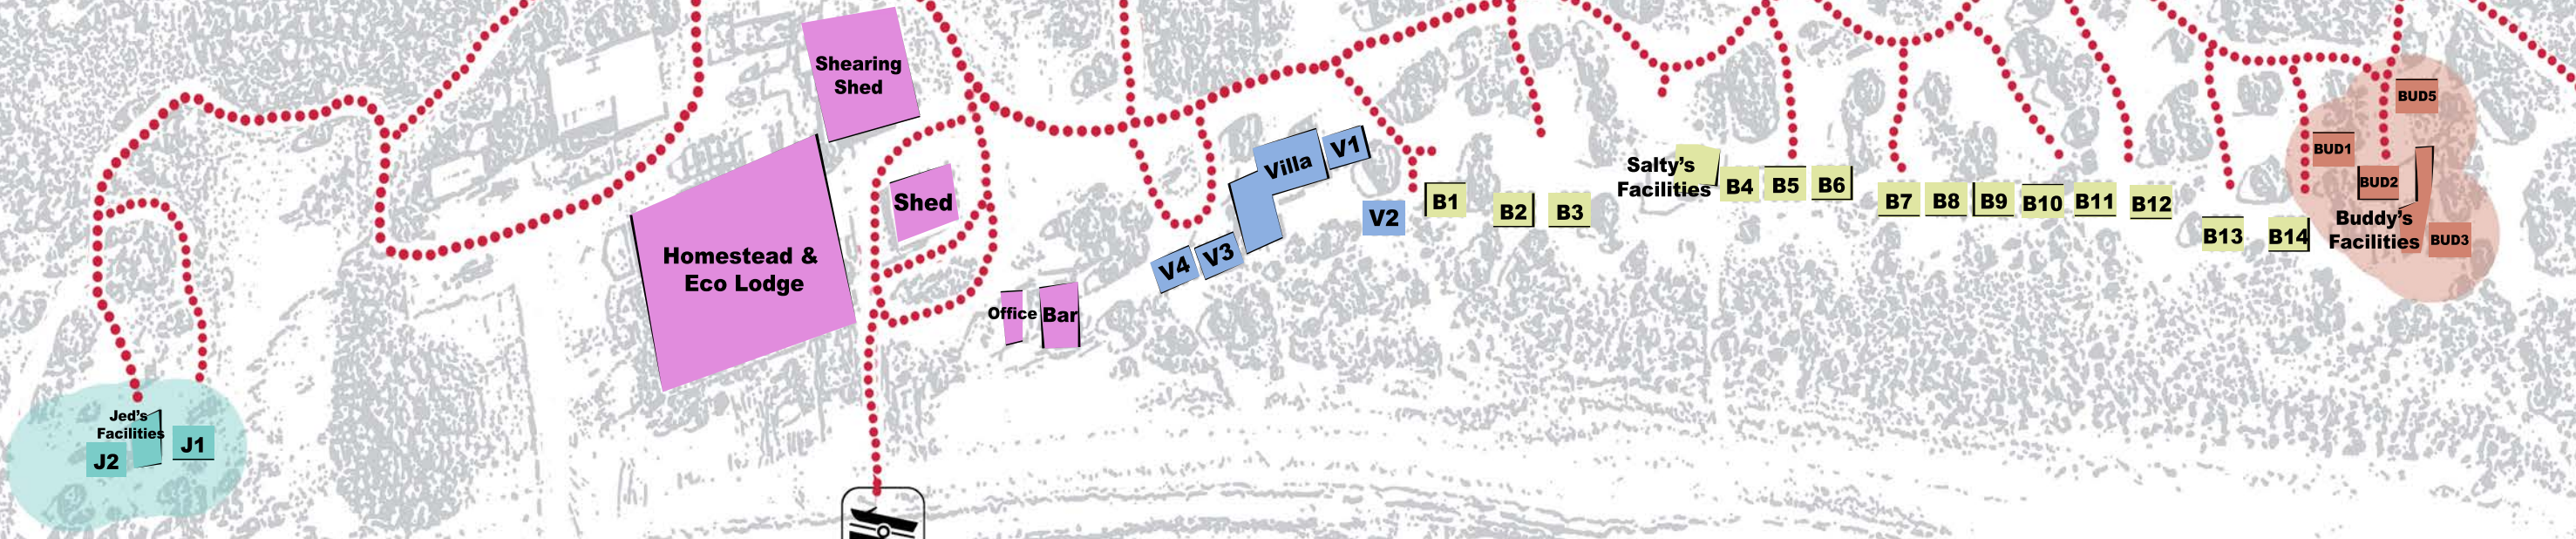 Shearing
Shed
Homestead &
Eco Lodge
Shed
Office
Bar
Jed's
Facilities
J2
J1
V4
V3
Villa
V1
V2
B1
B2
B3
Salty's
Facilities
B4
B5
B6
B7
B8
B9
B10
B11
B12
B13
B14
BUD5
BUD1
BUD2
Buddy's
Facilities
BUD3